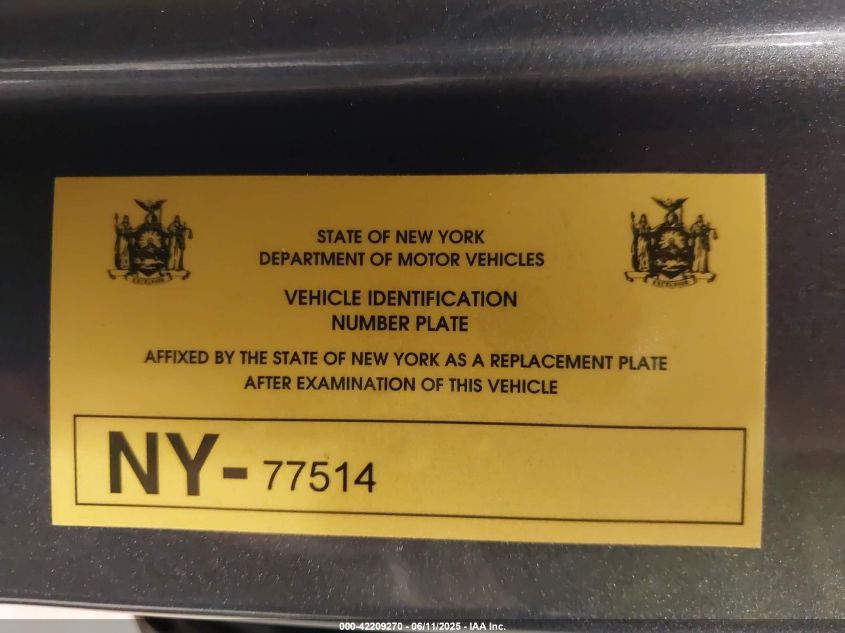 STATE OF NEW YORK
DEPARTMENT OF MOTOR VEHICLES
VEHICLE IDENTIFICATION
NUMBER PLATE
AFFIXED BY THE STATE OF NEW YORK AS A REPLACEMENT PLATE
AFTER EXAMINATION OF THIS VEHICLE
NY-77514
000-42209270 - 06/11/2025 - IAA Inc.